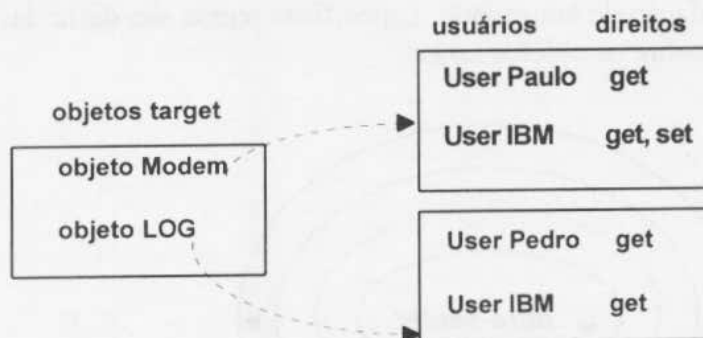 usuários direitos
User Paulo get
objetos target
User IBM get, set
objeto Modem
objeto LOG
User Pedro get
User IBM get